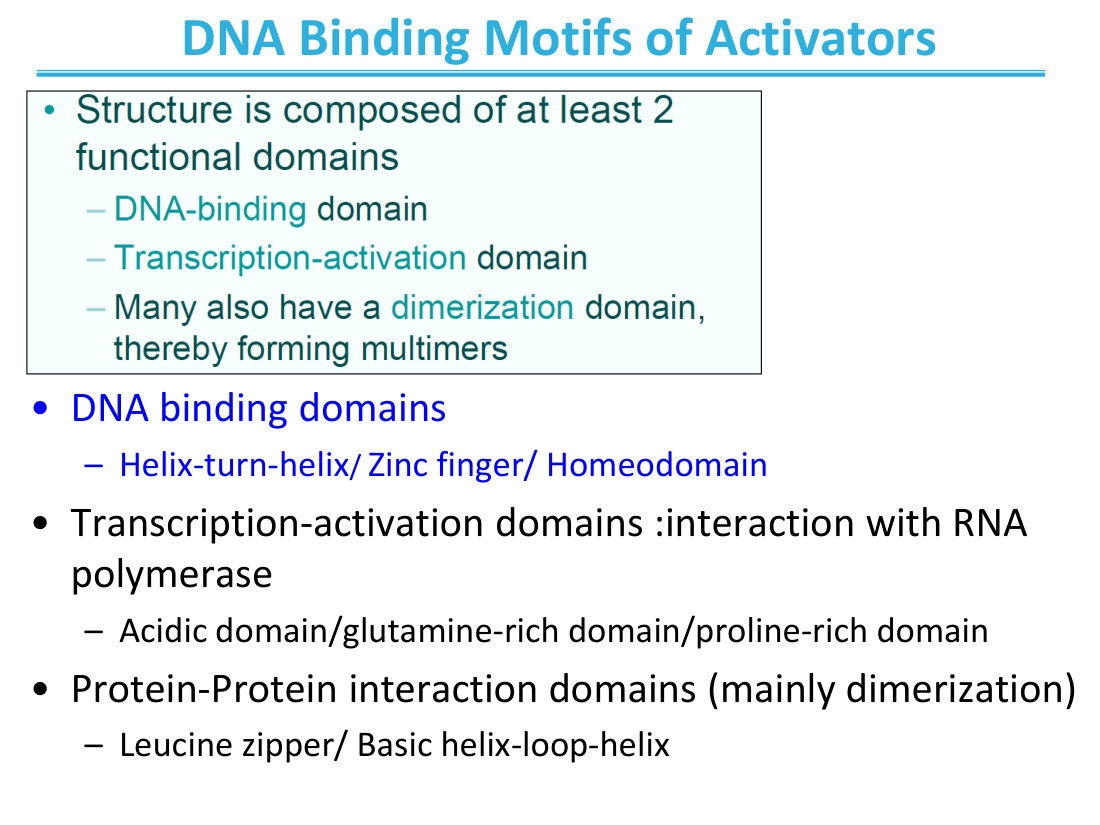 DNA Binding Motifs of Activators
• Structure is composed of at least 2
functional domains
– DNA-binding domain
– Transcription-activation domain
– Many also have a dimerization domain,
thereby forming multimers
• DNA binding domains
– Helix-turn-helix/ Zinc finger/ Homeodomain
• Transcription-activation domains :interaction with RNA
polymerase
– Acidic domain/glutamine-rich domain/proline-rich domain
• Protein-Protein interaction domains (mainly dimerization)
– Leucine zipper/ Basic helix-loop-helix